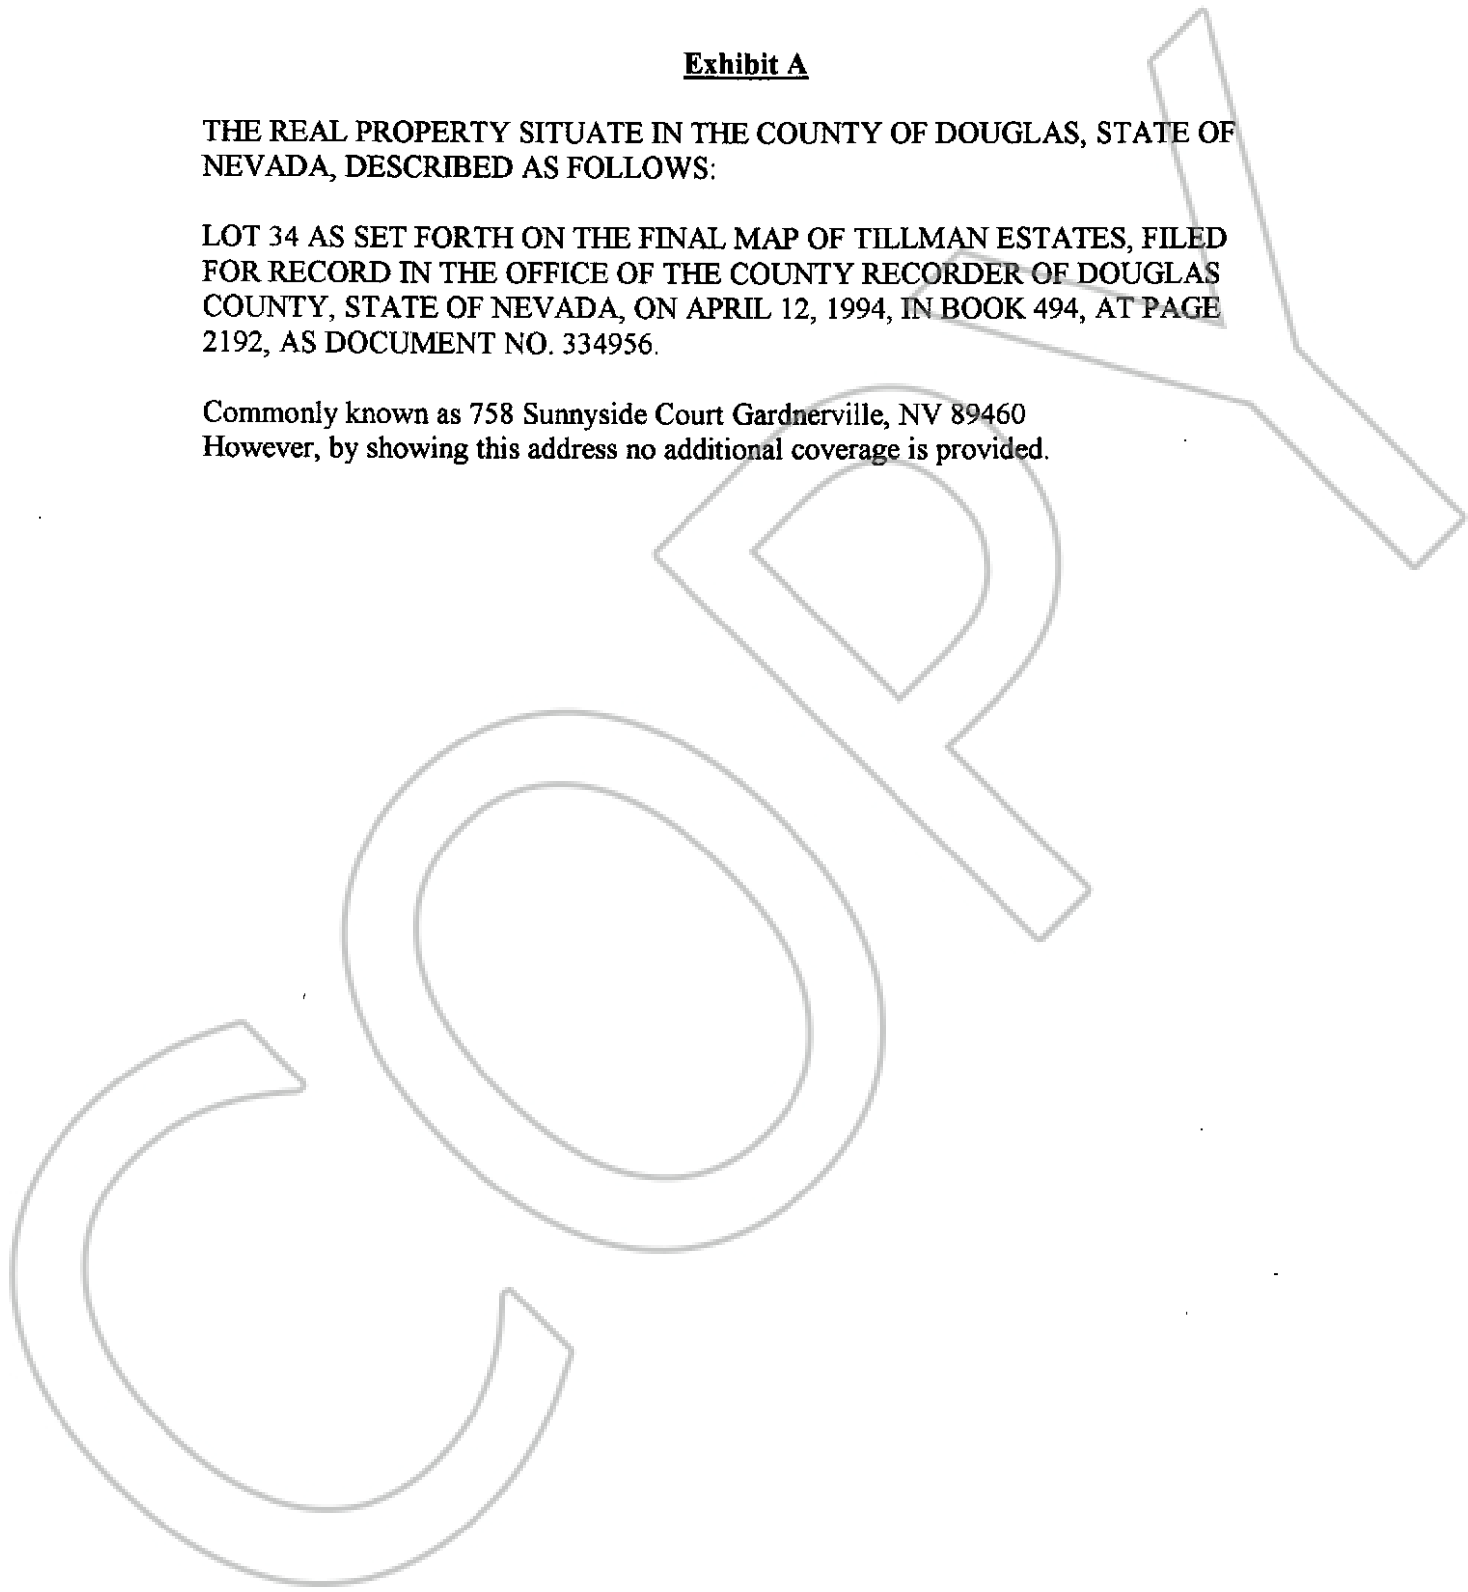 Exhibit A
THE REAL PROPERTY SITUATE IN THE COUNTY OF DOUGLAS, STATE OF
NEVADA, DESCRIBED AS FOLLOWS:
LOT 34 AS SET FORTH ON THE FINAL MAP OF TILLMAN ESTATES, FILED
FOR RECORD IN THE OFFICE OF THE COUNTY RECORDER OF DOUGLAS
COUNTY, STATE OF NEVADA, ON APRIL 12, 1994, IN BOOK 494, AT PAGE
2192, AS DOCUMENT NO. 334956.
Commonly known as 758 Sunnyside Court Gardnerville, NV 89460
However, by showing this address no additional coverage is provided.
COPY